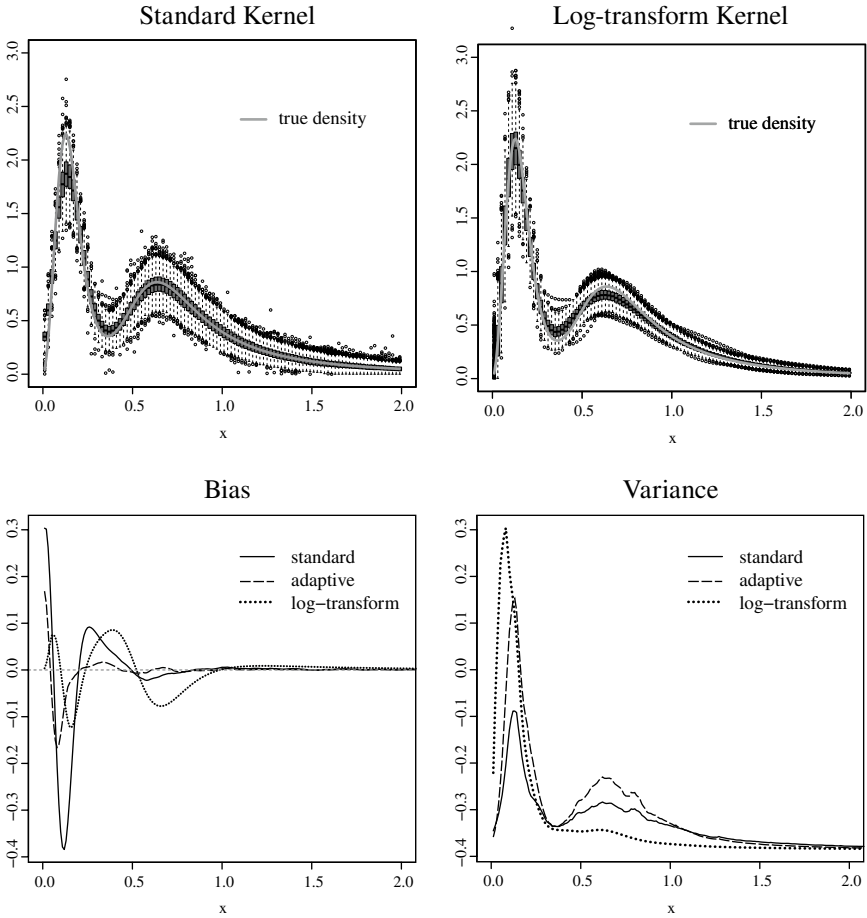 Standard Kernel
3.0
2.5
2.0
1.5
1.0
0.5
0.0
true density
0.0 0.5 1.0 1.5 2.0
x
Log-transform Kernel
3.0
2.5
2.0
1.5
1.0
0.5
0.0
true density
0.0 0.5 1.0 1.5 2.0
x
Bias
0.3
0.2
0.1
0.0
−0.1
−0.2
−0.3
−0.4
standard
adaptive
log−transform
0.0 0.5 1.0 1.5 2.0
x
Variance
0.3
0.2
0.1
0.0
−0.1
−0.2
−0.3
−0.4
standard
adaptive
log−transform
0.0 0.5 1.0 1.5 2.0
x